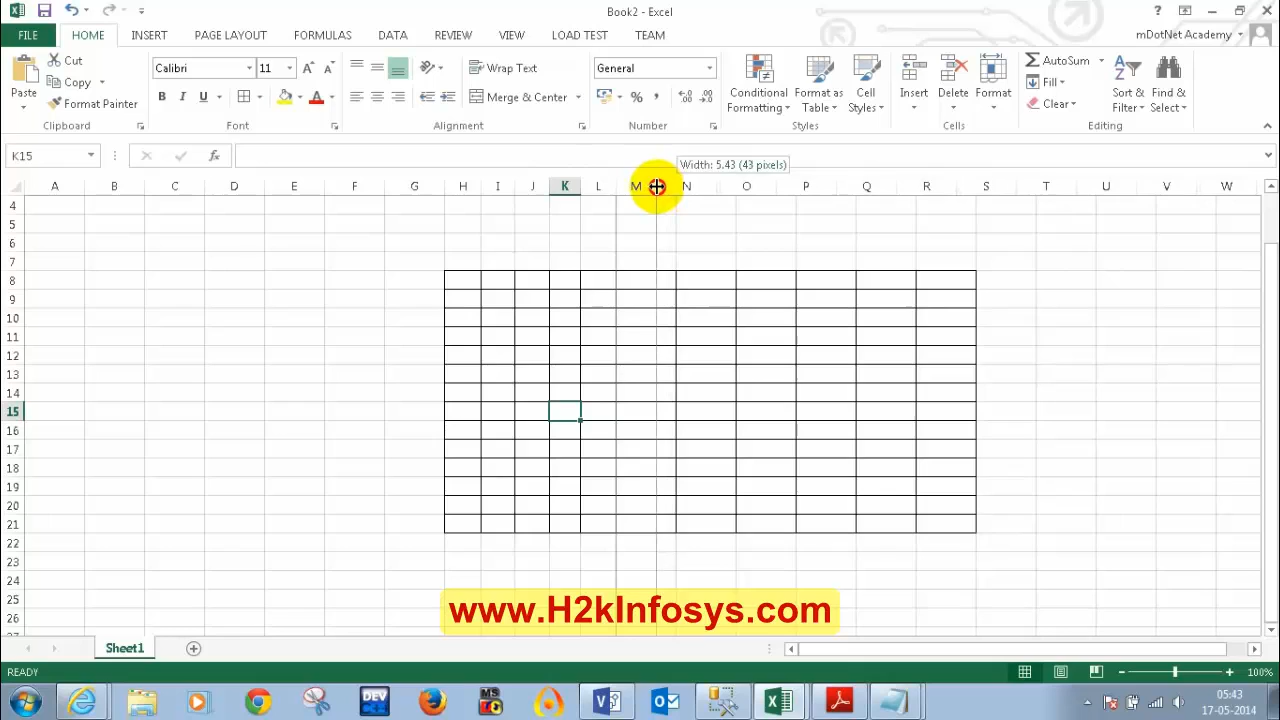 Book2 - Excel
FILE HOME INSERT PAGE LAYOUT FORMULAS DATA REVIEW VIEW LOAD TEST TEAM mDotNet Academy
Paste
Cut
Copy
Format Painter
Clipboard
Calibri 11
B I U
Font
Wrap Text
Merge & Center
Alignment
General
%
Number
Conditional Formatting
Format as Table
Cell Styles
Styles
Insert
Delete
Format
Cells
AutoSum
Fill
Clear
Sort & Filter
Find & Select
Editing
K15
fx
Width: 5.43 (43 pixels)
A B C D E F G H I J K L M N O P Q R S T U V W
4
5
6
7
8
9
10
11
12
13
14
15
16
17
18
19
20
21
22
23
24
25
26
www.H2kInfosys.com
Sheet1
READY
100%
DEV
MS
05:43
17-05-2014